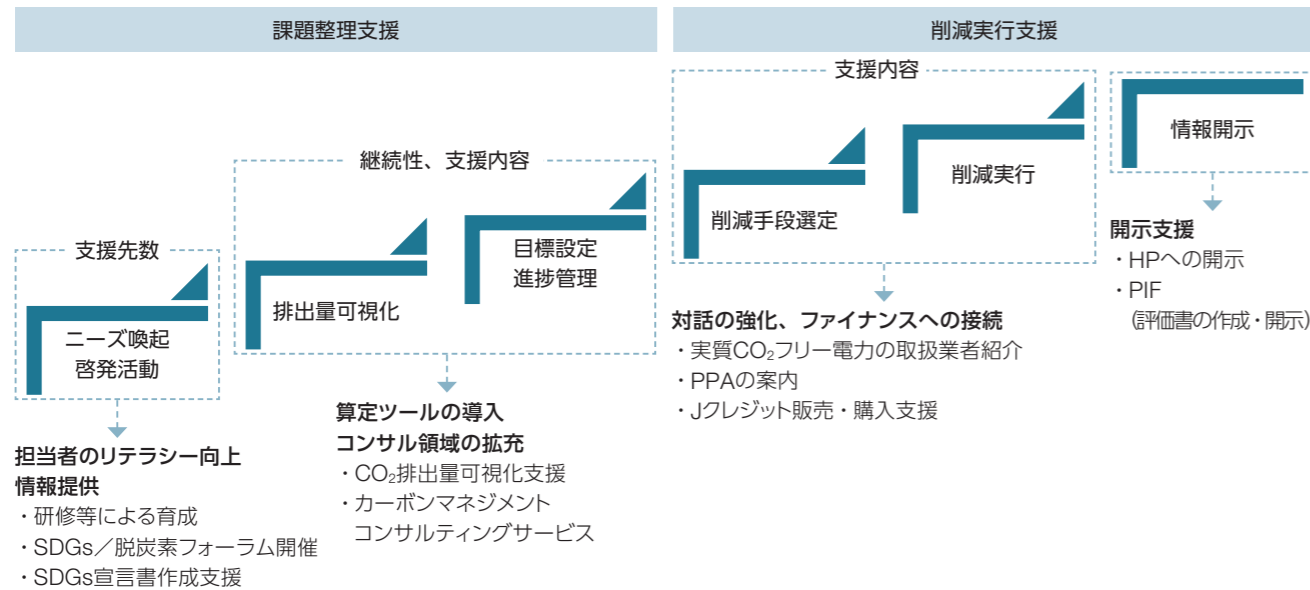 課題整理支援
削減実行支援
支援先数
ニーズ喚起
啓発活動
担当者のリテラシー向上
情報提供
・研修等による育成
・SDGs／脱炭素フォーラム開催
・SDGs宣言書作成支援
継続性、支援内容
排出量可視化
目標設定
進捗管理
算定ツールの導入
コンサル領域の拡充
・CO₂排出量可視化支援
・カーボンマネジメント
コンサルティングサービス
支援内容
削減手段選定
削減実行
対話の強化、ファイナンスへの接続
・実質CO₂フリー電力の取扱業者紹介
・PPAの案内
・Jクレジット販売・購入支援
情報開示
開示支援
・HPへの開示
・PIF
（評価書の作成・開示）